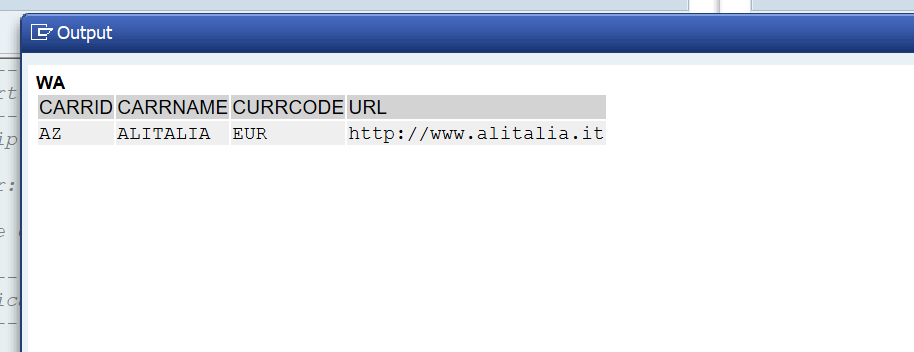 Output
WA
CARRID CARRNAME CURRCODE URL
AZ ALITALIA EUR http://www.alitalia.it